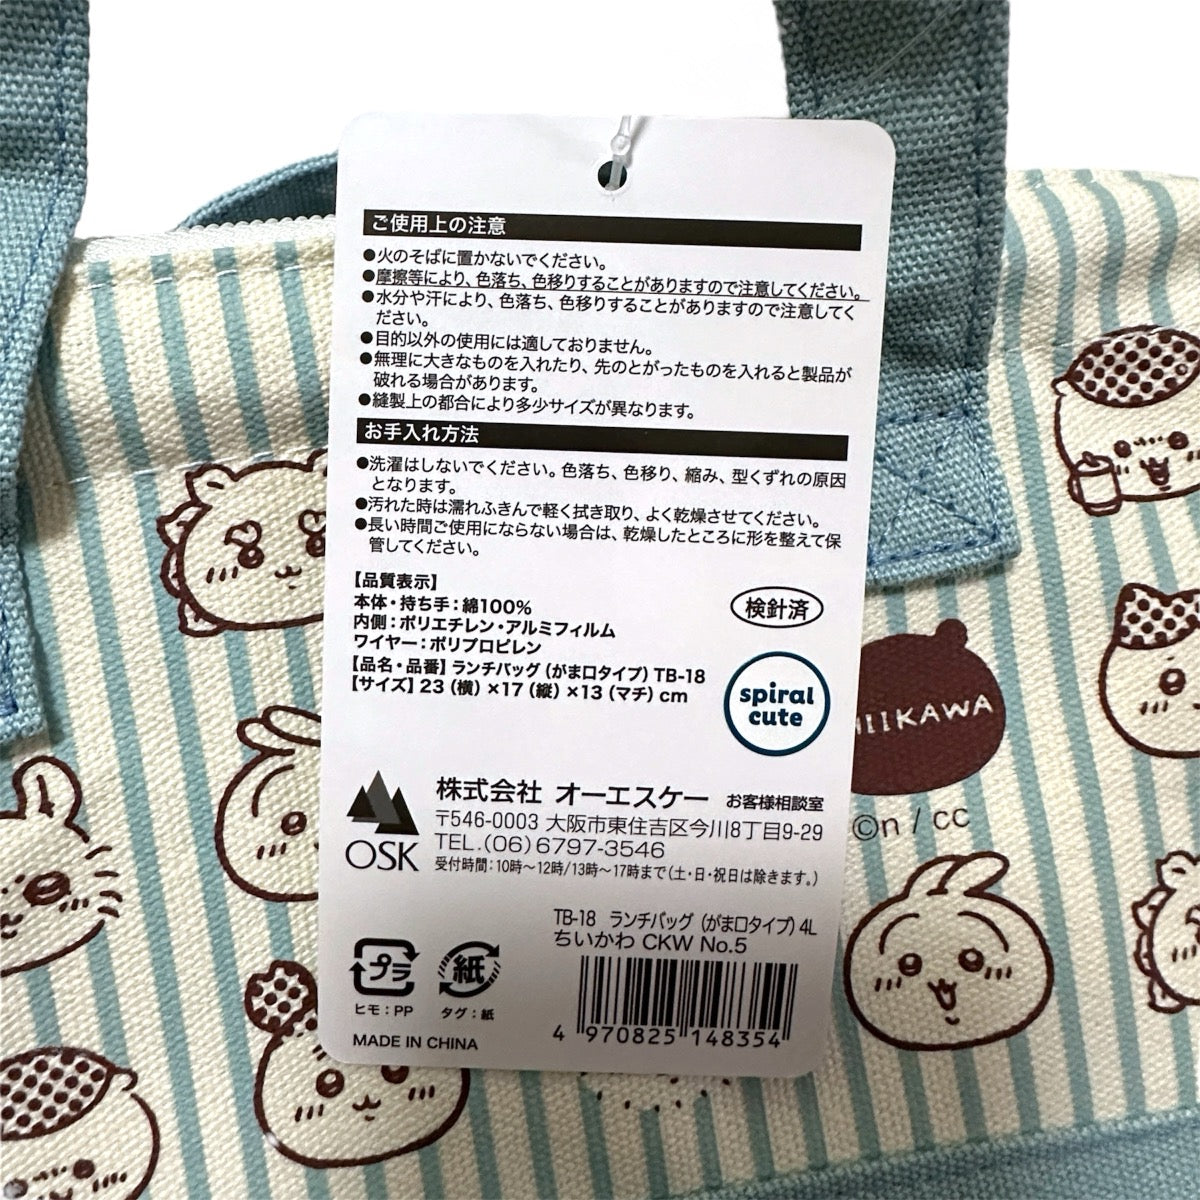 ご使用上の注意
●火のそばに置かないでください。
●摩擦等により、色落ち、色移りすることがありますので注意してください。
●水分や汗により、色落ち、色移りすることがありますので注意してく
ださい。
●目的以外の使用には適しておりません。
●無理に大きなものを入れたり、先のとがったものを入れると製品が
破れる場合があります。
●縫製上の都合により多少サイズが異なります。
お手入れ方法
●洗濯はしないでください。色落ち、色移り、縮み、型くずれの原因
となります。
●汚れた時は濡れふきんで軽く拭き取り、よく乾燥させてください。
●長い時間ご使用にならない場合は、乾燥したところに形を整えて保
管してください。
【品質表示】
本体・持ち手：綿100%
内側：ポリエチレン・アルミフィルム
ワイヤー：ポリプロピレン
【品名・品番】ランチバッグ（がま口タイプ）TB-18
【サイズ】23（横）×17（縦）×13（マチ）cm
検針済
spiral
cute
株式会社 オーエスケー お客様相談室
〒546-0003 大阪市東住吉区今川8丁目9-29
TEL.(06)6797-3546
受付時間：10時〜12時/13時〜17時まで（土・日・祝日は除きます。）
OSK
TB-18 ランチバッグ（がま口タイプ）4L
ちいかわ CKW No.5
4 970825 148354
プラ
ヒモ：PP
紙
タグ：紙
MADE IN CHINA
IIKAWA
©n / cc